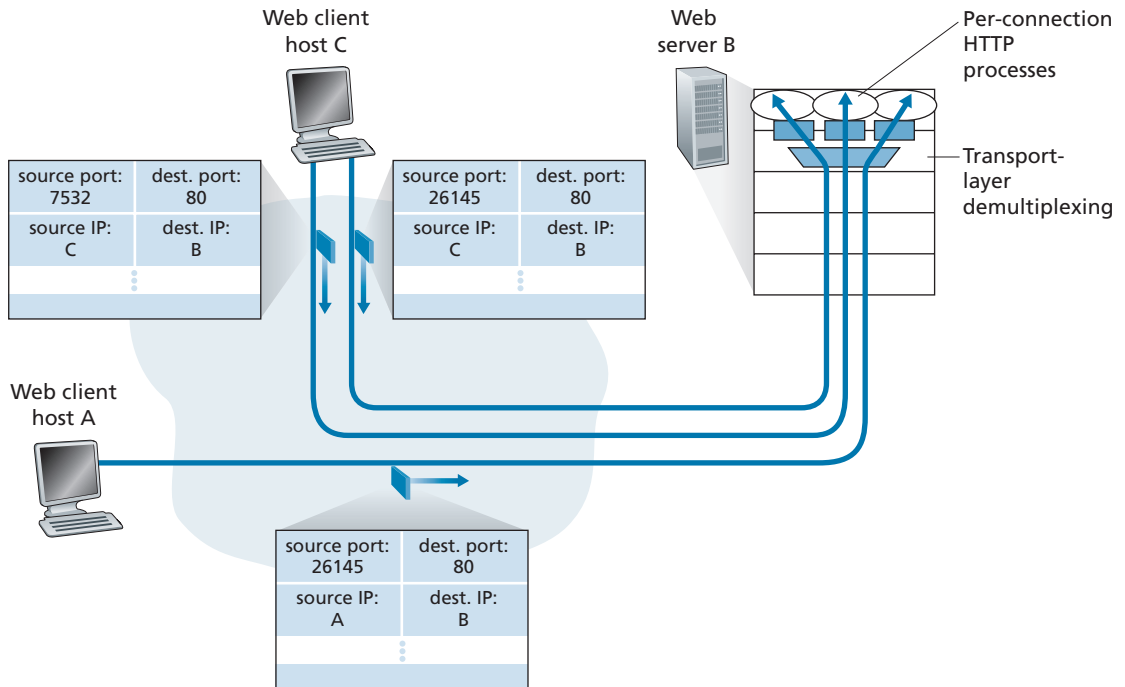 Web client
host C
Web
server B
Per-connection
HTTP
processes
Transport-
layer
demultiplexing
source port:
7532
dest. port:
80
source IP:
C
dest. IP:
B
source port:
26145
dest. port:
80
source IP:
C
dest. IP:
B
Web client
host A
source port:
26145
dest. port:
80
source IP:
A
dest. IP:
B